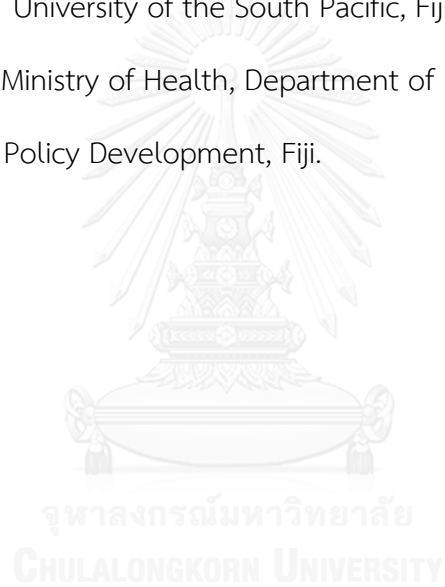 University of the South Pacific, Fij
Ministry of Health, Department of
Policy Development, Fiji.
จุฬาลงกรณ์มหาวิทยาลัย
CHULALONGKORN UNIVERSITY